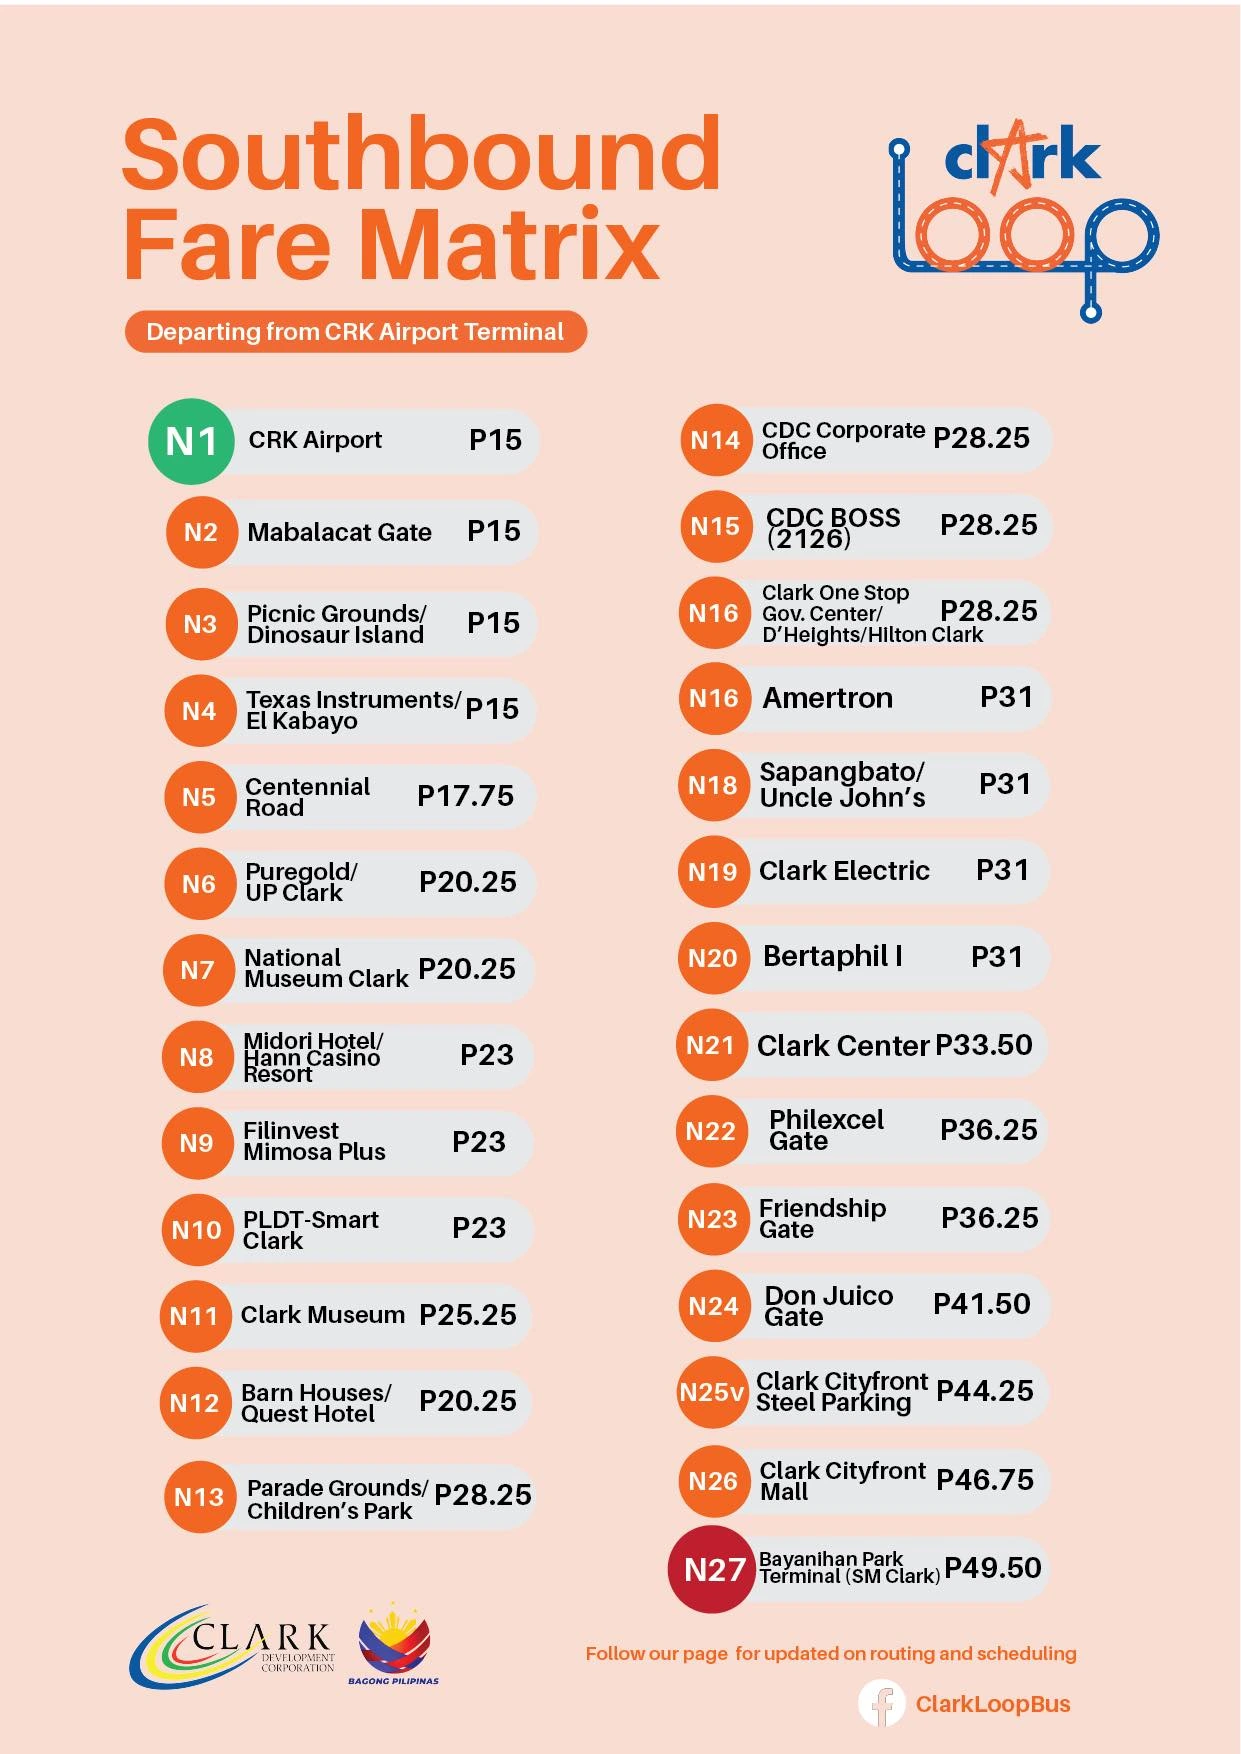 Southbound
Fare Matrix
Departing from CRK Airport Terminal
clArk
Loop
N1 CRK Airport P15
N2 Mabalacat Gate P15
N3 Picnic Grounds/
Dinosaur Island P15
N4 Texas Instruments/
El Kabayo P15
N5 Centennial
Road P17.75
N6 Puregold/
UP Clark P20.25
N7 National
Museum Clark P20.25
N8 Midori Hotel/
Hann Casino
Resort P23
N9 Filinvest
Mimosa Plus P23
N10 PLDT-Smart
Clark P23
N11 Clark Museum P25.25
N12 Barn Houses/
Quest Hotel P20.25
N13 Parade Grounds/
Children's Park P28.25
N14 CDC Corporate
Office P28.25
N15 CDC BOSS
(2126) P28.25
N16 Clark One Stop
Gov. Center/
D'Heights/Hilton Clark P28.25
N16 Amertron P31
N18 Sapangbato/
Uncle John's P31
N19 Clark Electric P31
N20 Bertaphil I P31
N21 Clark Center P33.50
N22 Philexcel
Gate P36.25
N23 Friendship
Gate P36.25
N24 Don Juico
Gate P41.50
N25v Clark Cityfront
Steel Parking P44.25
N26 Clark Cityfront
Mall P46.75
N27 Bayanihan Park
Terminal (SM Clark) P49.50
CLARK
DEVELOPMENT
CORPORATION
BAGONG PILIPINAS
Follow our page for updated on routing and scheduling
ClarkLoopBus